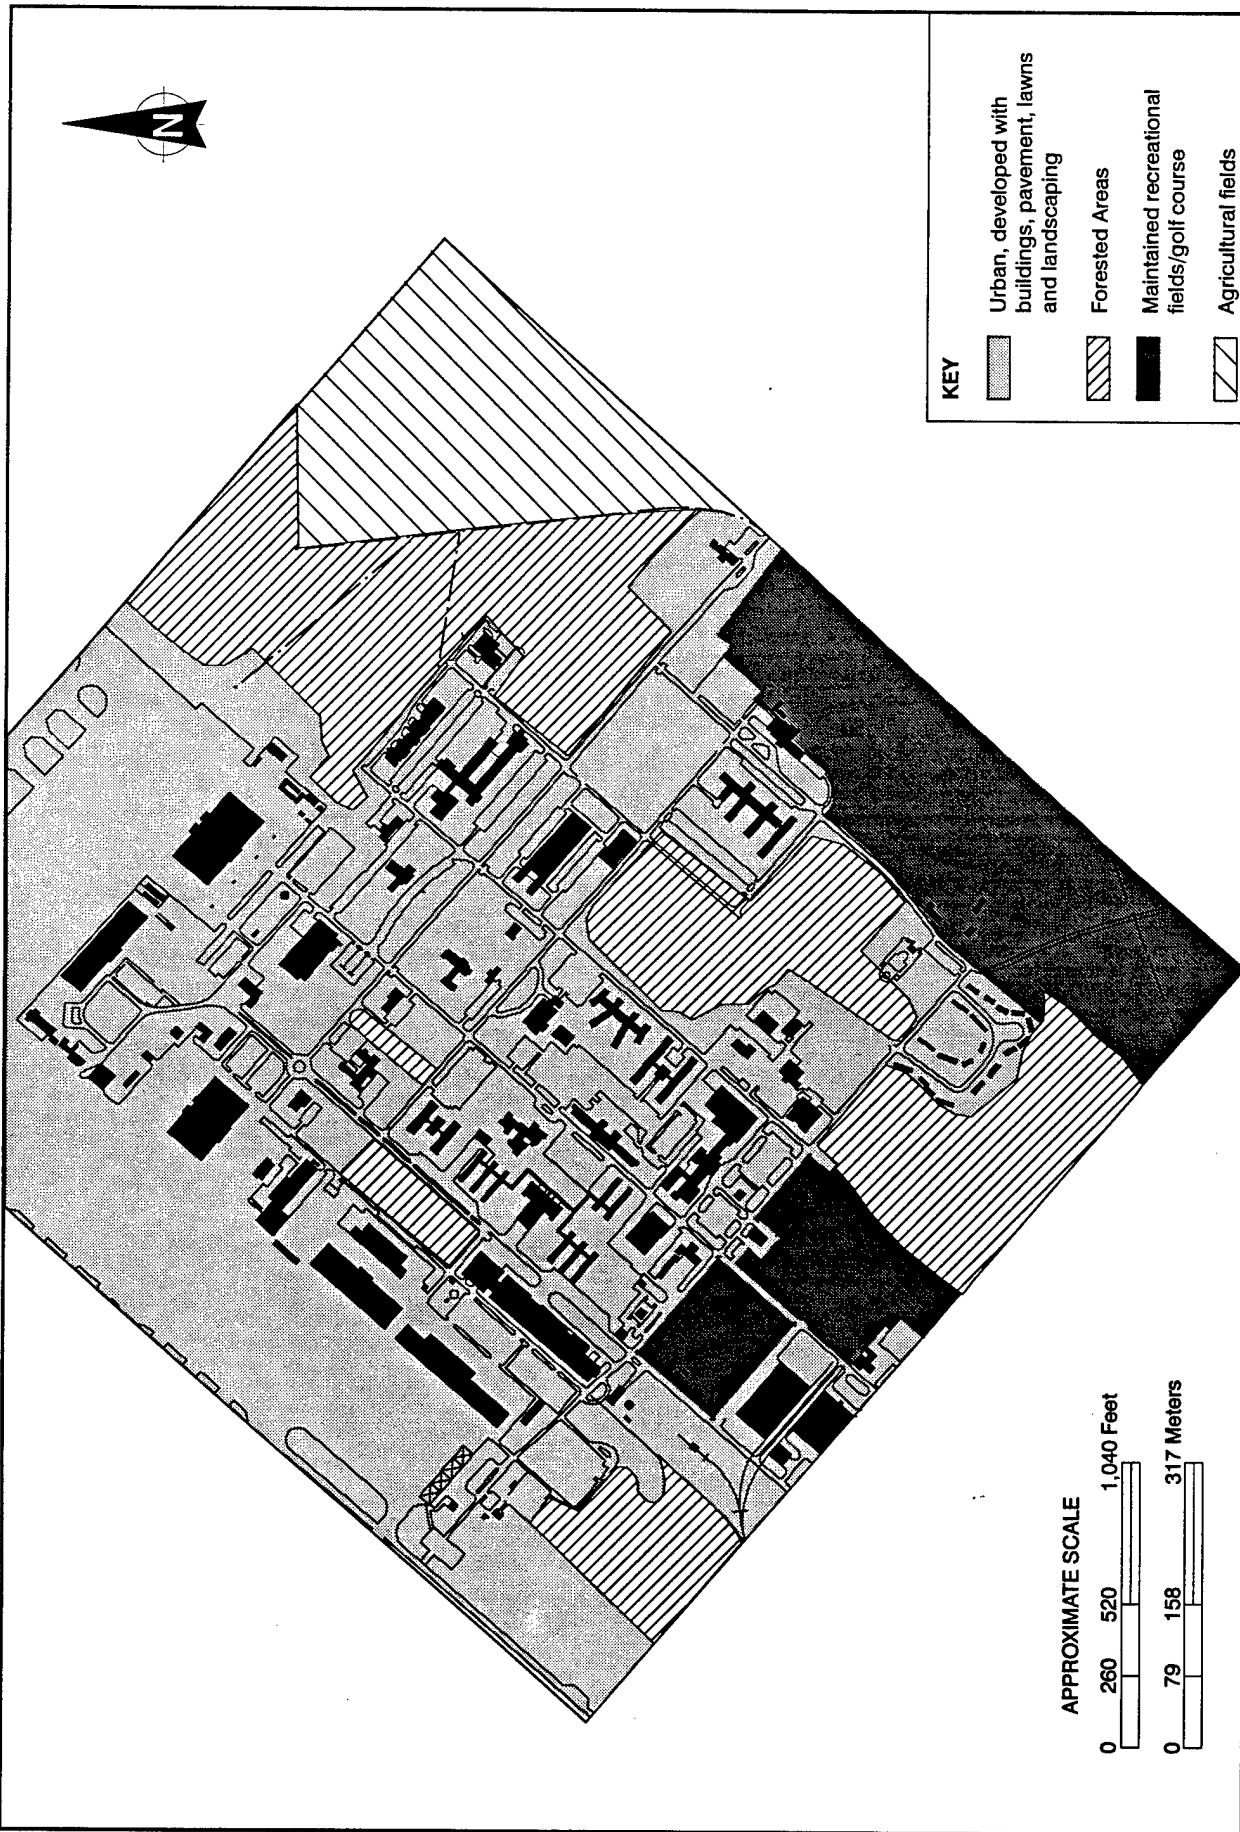 N
KEY
Urban, developed with
buildings, pavement, lawns
and landscaping
Forested Areas
Maintained recreational
fields/golf course
Agricultural fields
APPROXIMATE SCALE
0 260 520 1,040 Feet
0 79 158 317 Meters